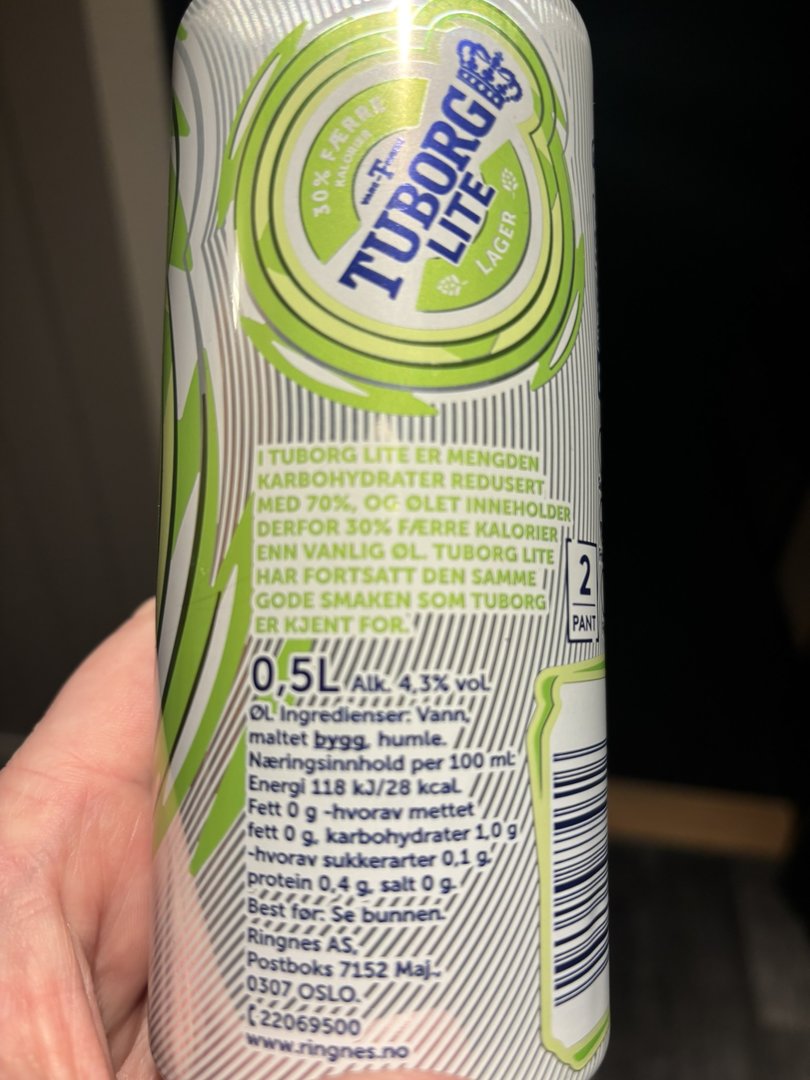 30% FÆRRE
KALORIER
TUBORG
LITE
LAGER
I TUBORG LITE ER MENGDEN
KARBOHYDRATER REDUSERT
MED 70%, OG ØLET INNEHOLDER
DERFOR 30% FÆRRE KALORIER
ENN VANLIG ØL. TUBORG LITE
HAR FORTSATT DEN SAMME
GODE SMAKEN SOM TUBORG
ER KJENT FOR.
2
PANT
0,5L Alk. 4,3% vol.
ØL. Ingredienser: Vann,
maltet bygg, humle.
Næringsinnhold per 100 ml:
Energi 118 kJ/28 kcal.
Fett 0 g -hvorav mettet
fett 0 g, karbohydrater 1,0 g
-hvorav sukkerarter 0,1 g,
protein 0,4 g, salt 0 g.
Best før: Se bunnen.
Ringnes AS,
Postboks 7152 Maj.,
0307 OSLO.
22069500
www.ringnes.no